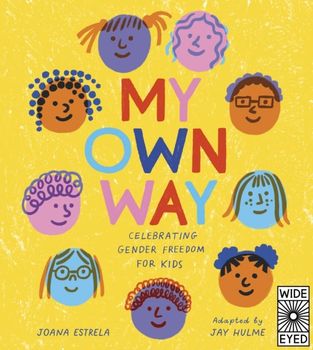 MY
OWN
WAY
CELEBRATING
GENDER FREEDOM
FOR KIDS
JOANA ESTRELA
Adapted by
JAY HULME
WIDE
EYED